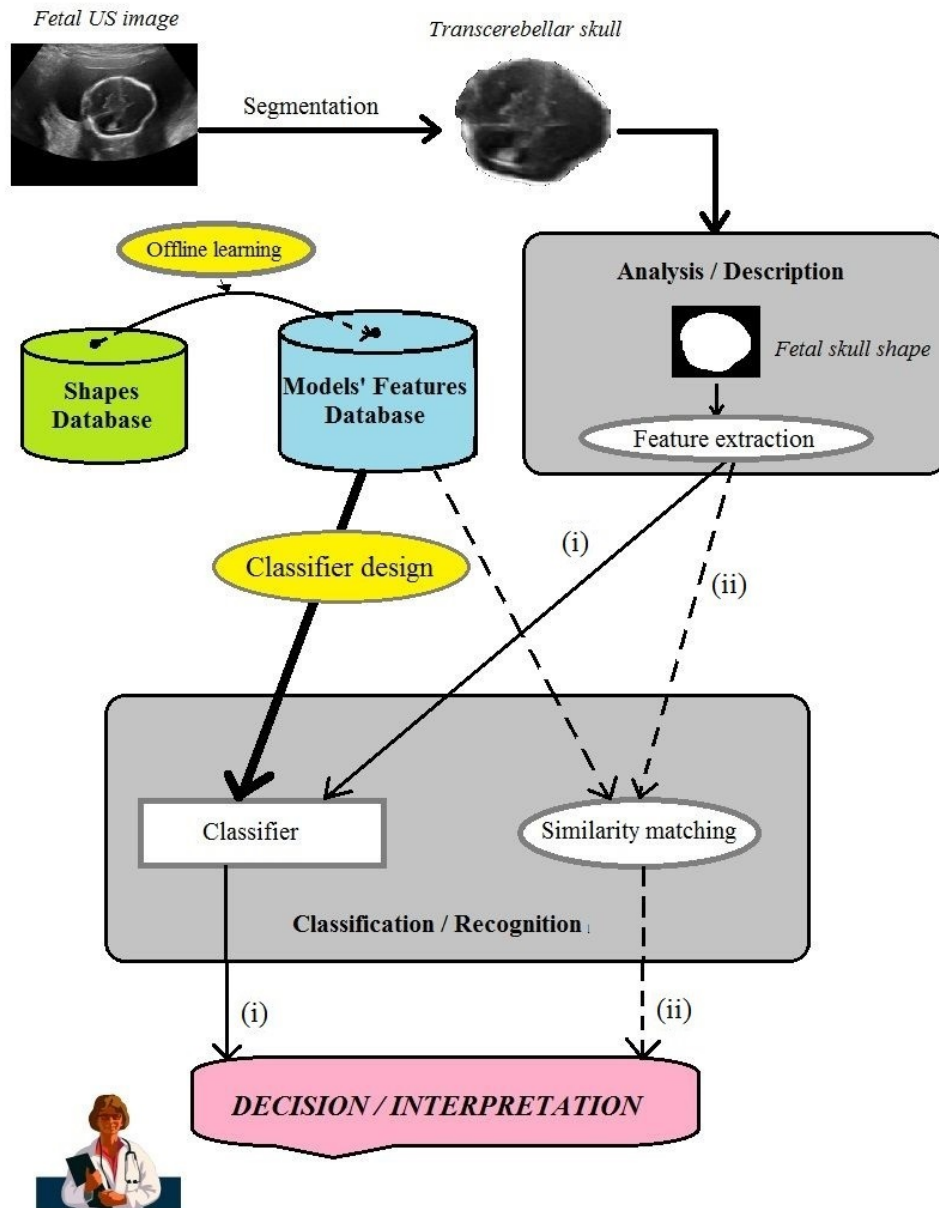 Fetal US image
Transcerebellar skull
Segmentation
Offline learning
Analysis / Description
Fetal skull shape
Feature extraction
Shapes
Database
Models' Features
Database
(i)
(ii)
Classifier design
Classifier
Similarity matching
Classification / Recognition
(i)
(ii)
DECISION / INTERPRETATION